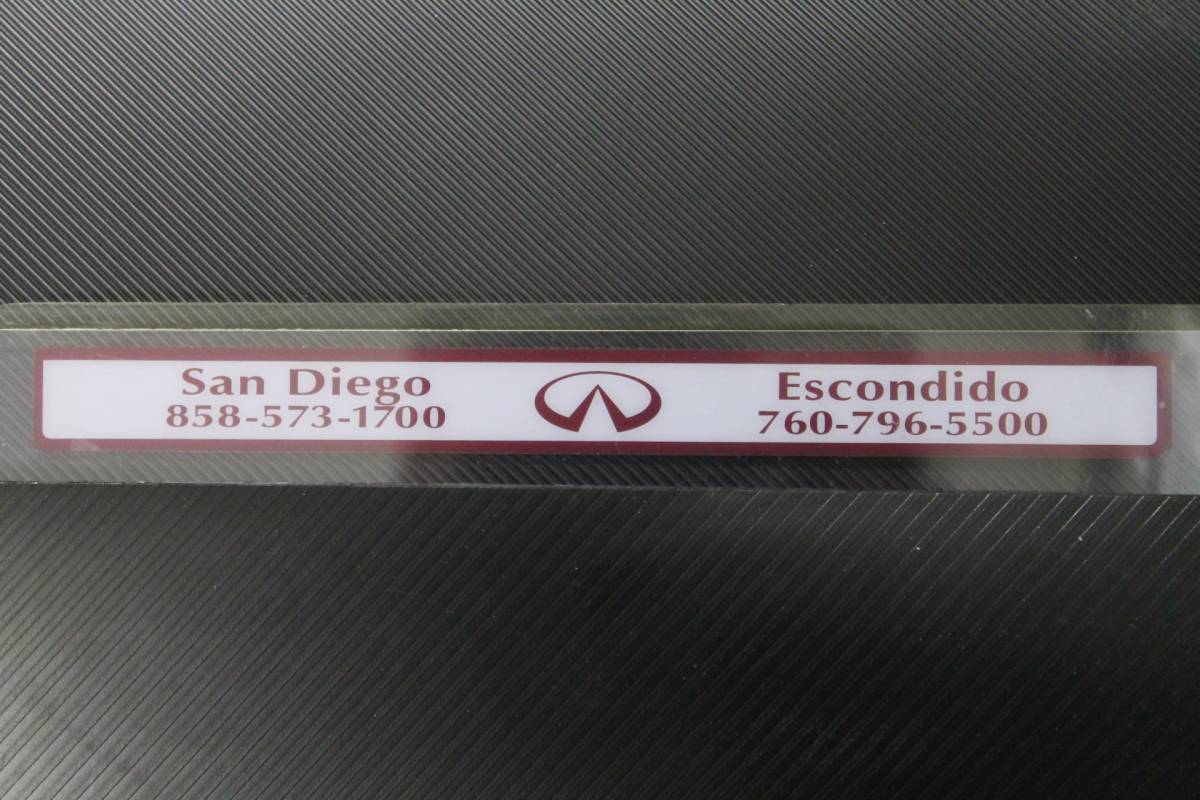 San Diego
858-573-1700
Escondido
760-796-5500